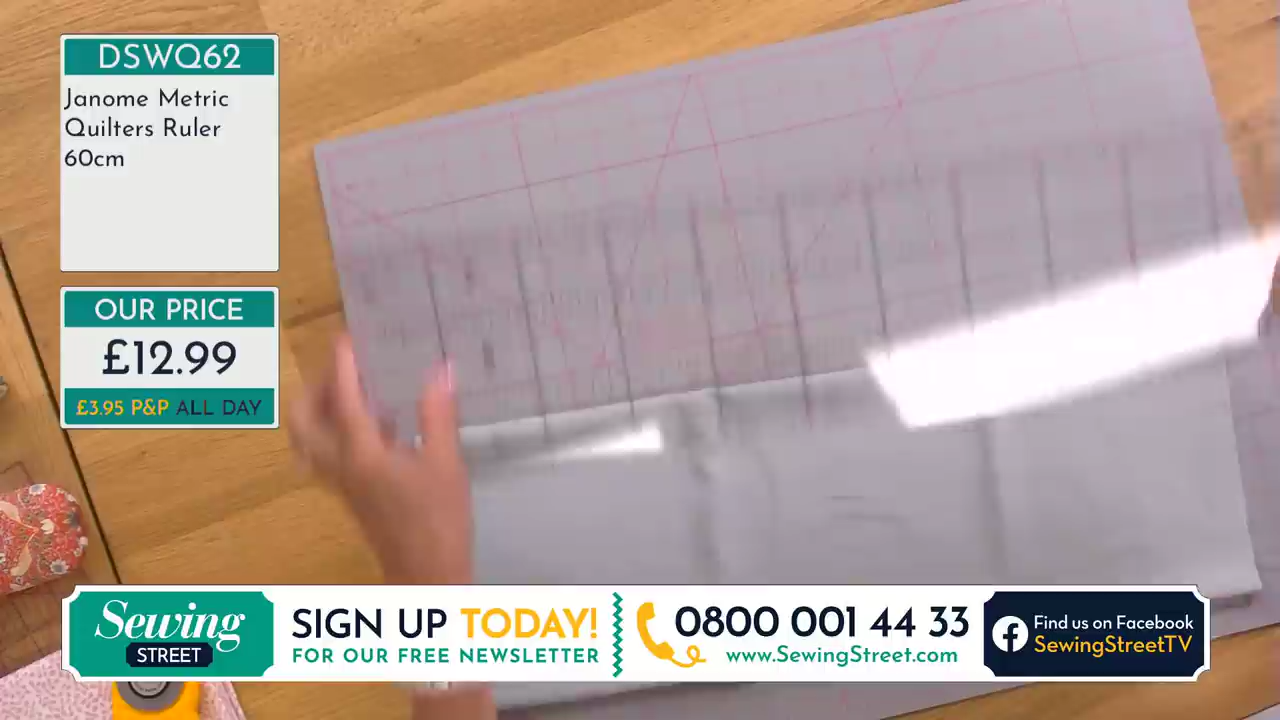 DSWQ62
Janome Metric
Quilters Ruler
60cm
OUR PRICE
£12.99
£3.95 P&P ALL DAY
Sewing
STREET
SIGN UP TODAY!
FOR OUR FREE NEWSLETTER
0800 001 44 33
www.SewingStreet.com
Find us on Facebook
SewingStreetTV